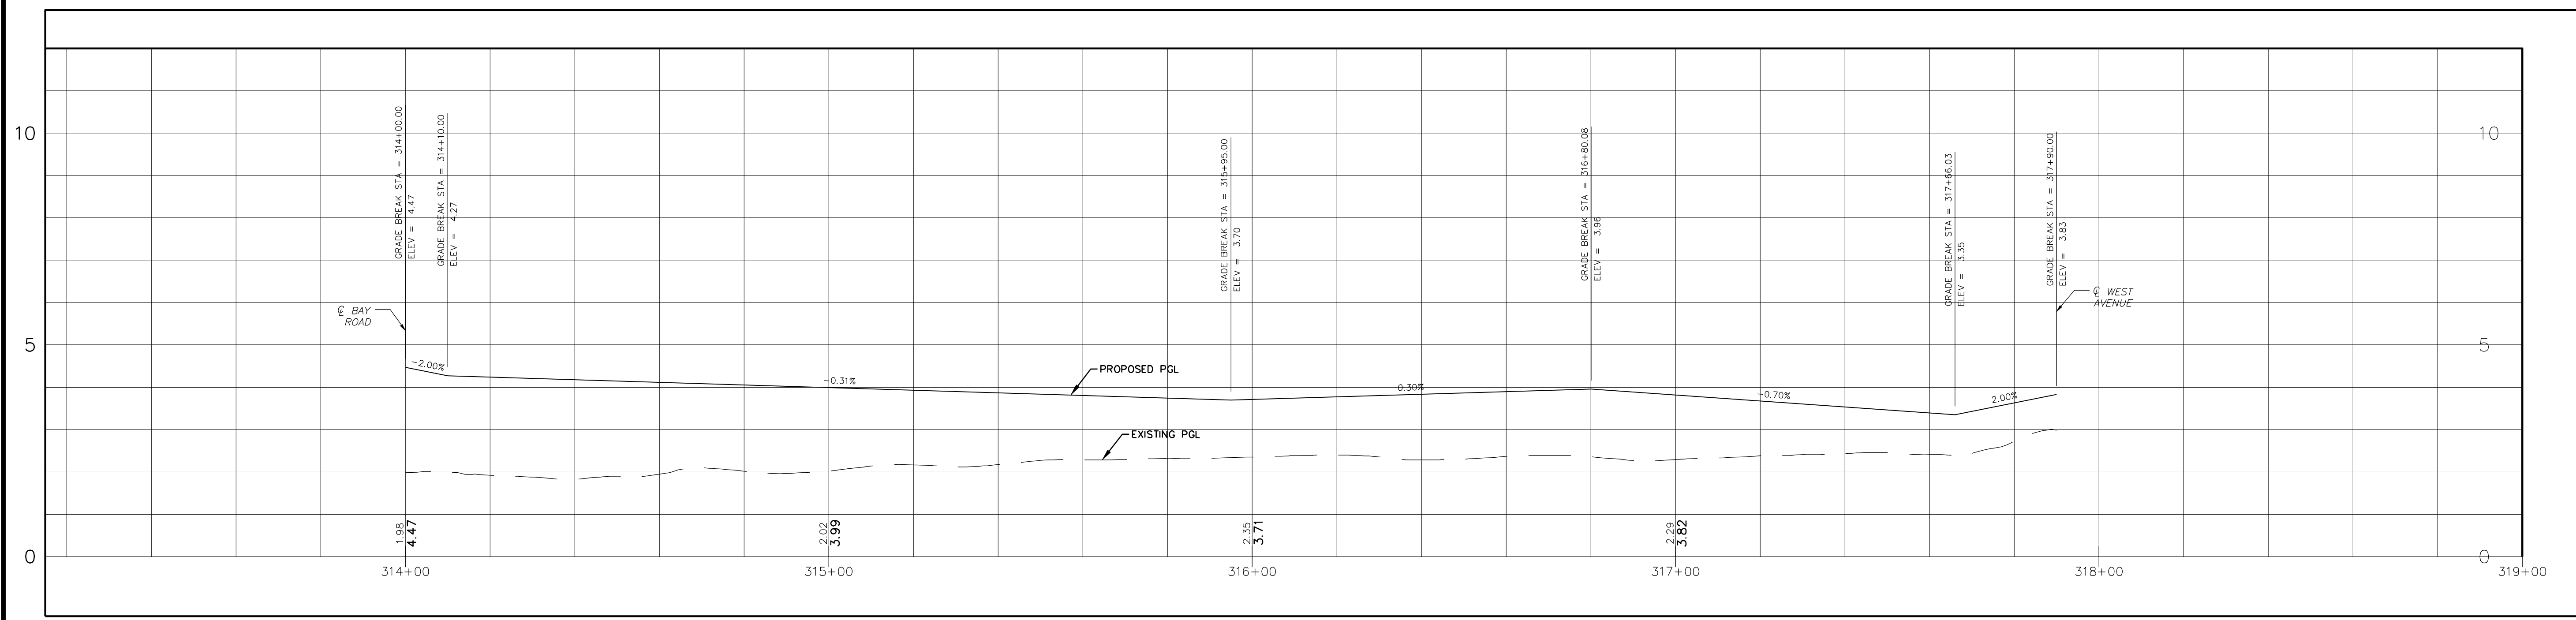 GRADE BREAK STA = 314+00.00
ELEV = 4.47
GRADE BREAK STA = 314+10.00
ELEV = 4.27
GRADE BREAK STA = 315+95.00
ELEV = 3.70
GRADE BREAK STA = 316+80.08
ELEV = 3.96
GRADE BREAK STA = 317+66.03
ELEV = 3.35
GRADE BREAK STA = 317+90.00
ELEV = 3.83
10
10
℄ BAY
ROAD
℄ WEST
AVENUE
5
5
-2.00%
-0.31%
PROPOSED PGL
0.30%
-0.70%
2.00%
EXISTING PGL
1.98
4.47
2.02
3.99
2.35
3.71
2.29
3.82
0
0
314+00
315+00
316+00
317+00
318+00
319+00